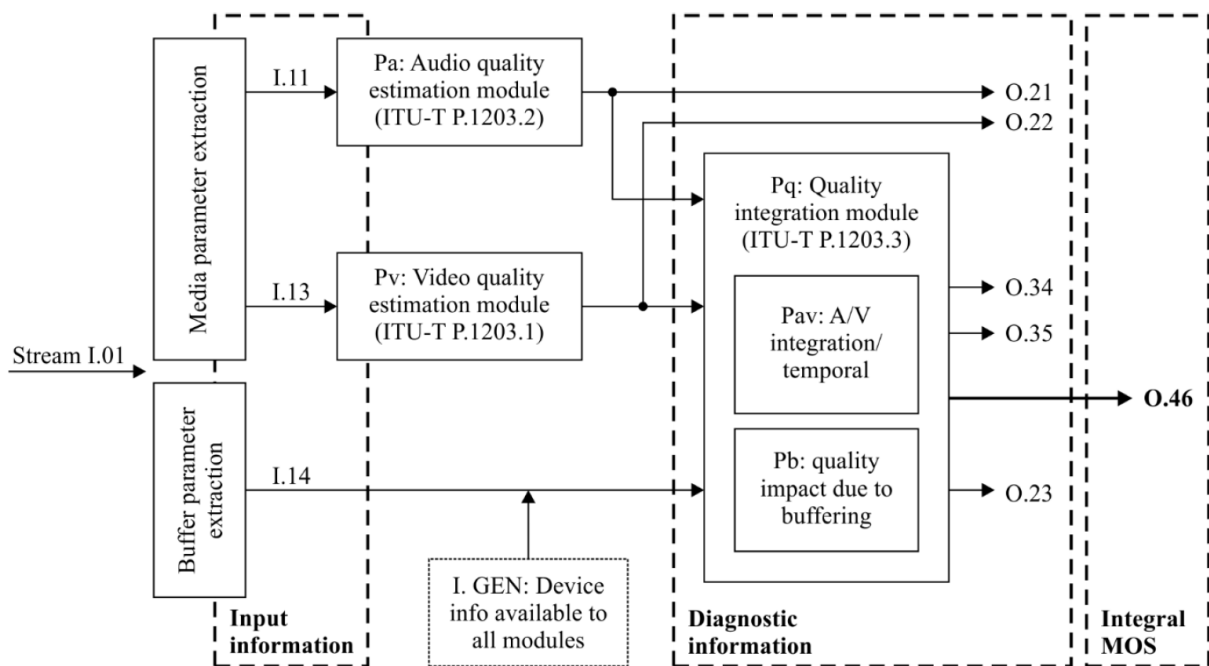 Stream I.01
Media parameter extraction
Buffer parameter
extraction
I.11
I.13
I.14
Input
information
Pa: Audio quality
estimation module
(ITU-T P.1203.2)
Pv: Video quality
estimation module
(ITU-T P.1203.1)
I. GEN: Device
info available to
all modules
Pq: Quality
integration module
(ITU-T P.1203.3)
Pav: A/V
integration/
temporal
Pb: quality
impact due to
buffering
Diagnostic
information
O.21
O.22
O.34
O.35
O.46
O.23
Integral
MOS